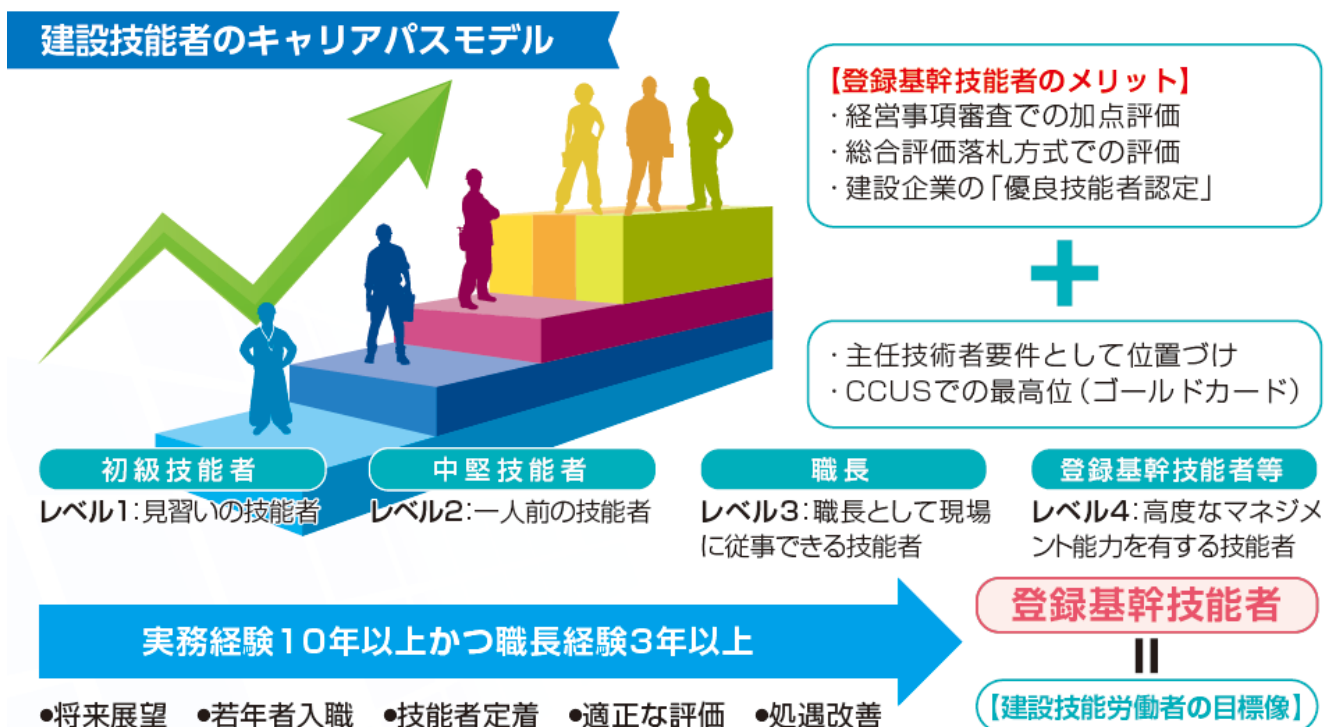 建設技能者のキャリアパスモデル
【登録基幹技能者のメリット】
・経営事項審査での加点評価
・総合評価落札方式での評価
・建設企業の「優良技能者認定」
+
・主任技術者要件として位置づけ
・CCUSでの最高位（ゴールドカード）
初級技能者
レベル1：見習いの技能者
中堅技能者
レベル2：一人前の技能者
職長
レベル3：職長として現場
に従事できる技能者
登録基幹技能者等
レベル4：高度なマネジメ
ント能力を有する技能者
実務経験10年以上かつ職長経験3年以上
登録基幹技能者
=
【建設技能労働者の目標像】
●将来展望 ●若年者入職 ●技能者定着 ●適正な評価 ●処遇改善